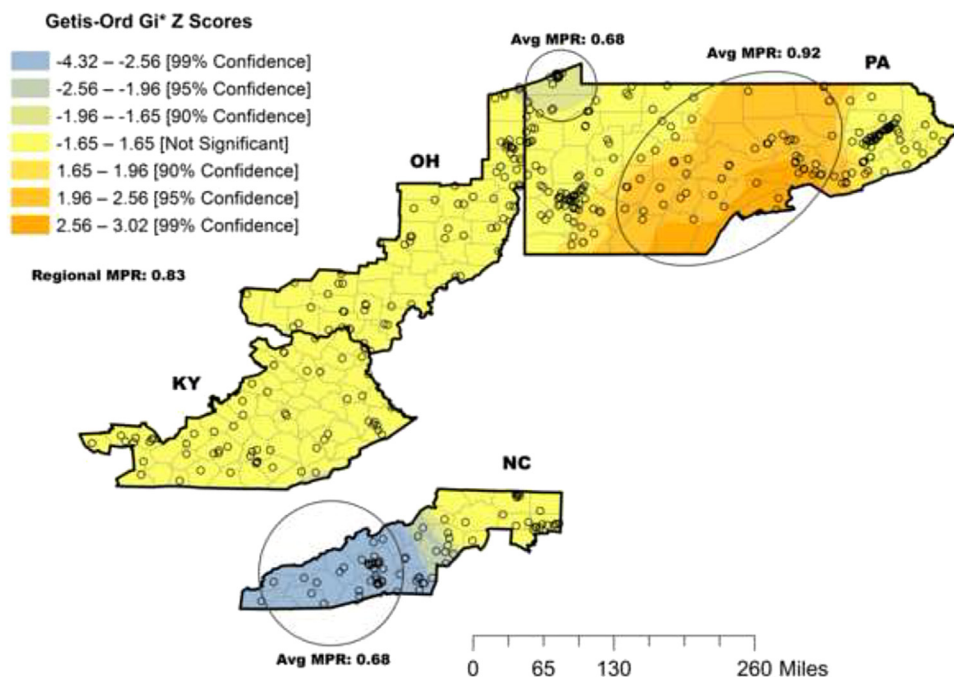 Getis-Ord Gi* Z Scores
-4.32 – -2.56 [99% Confidence]
-2.56 – -1.96 [95% Confidence]
-1.96 – -1.65 [90% Confidence]
-1.65 – 1.65 [Not Significant]
1.65 – 1.96 [90% Confidence]
1.96 – 2.56 [95% Confidence]
2.56 – 3.02 [99% Confidence]
Regional MPR: 0.83
Avg MPR: 0.68
Avg MPR: 0.92
PA
OH
KY
NC
Avg MPR: 0.68
0 65 130 260 Miles